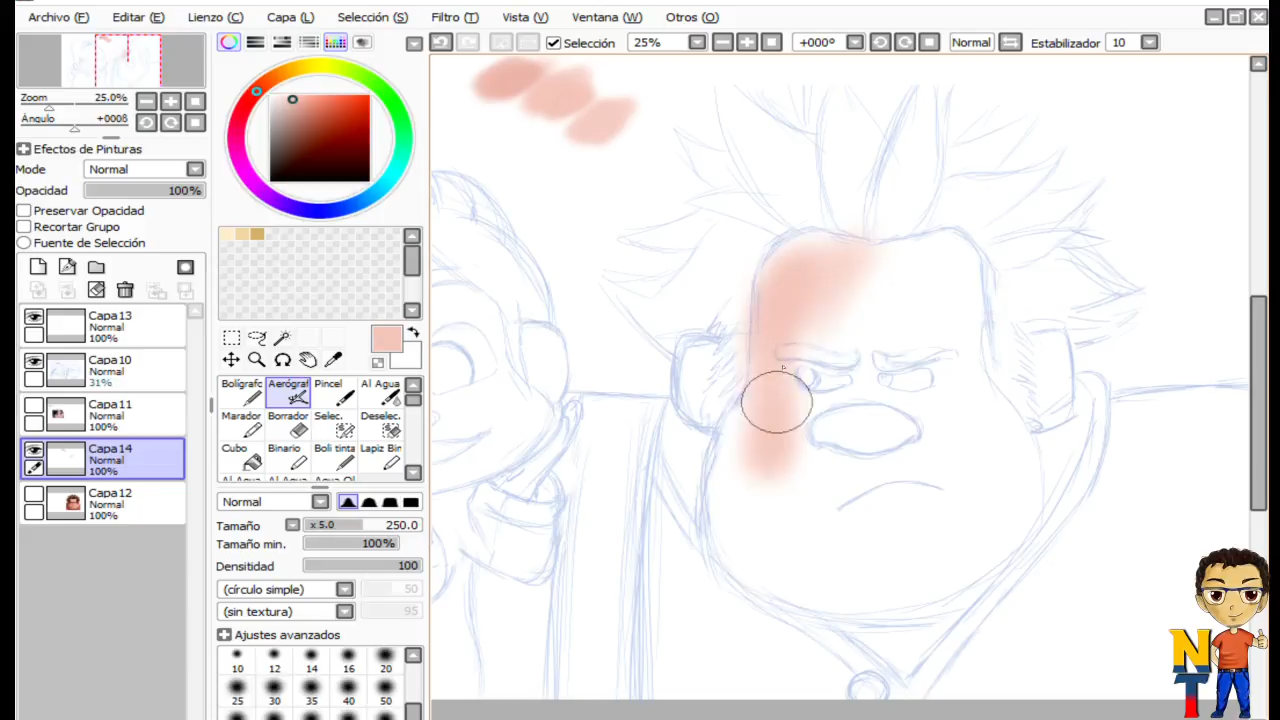 Archivo (F) Editar (E) Lienzo (C) Capa (L) Selección (S) Filtro (T) Vista (V) Ventana (W) Otros (O)
Selección 25% +000º Normal Estabilizador 10
Zoom 25.0%
Ángulo +0008
Efectos de Pinturas
Mode Normal
Opacidad 100%
Preservar Opacidad
Recortar Grupo
Fuente de Selección
Capa13
Normal
100%
Capa10
Normal
31%
Capa11
Normal
100%
Capa14
Normal
100%
Capa12
Normal
100%
Bolígrafc Aerógraf Pincel Al Agua
Marador Borrador Selec. Deselec.
Cubo Binario Boli tinta Lapiz Bin
Normal
Tamaño x 5.0 250.0
Tamaño min. 100%
Densitidad 100
(círculo simple) 50
(sin textura) 95
Ajustes avanzados
10 12 14 16 20
25 30 35 40 50
N
T